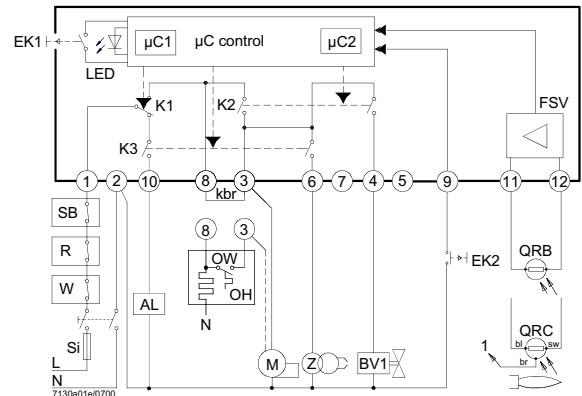 EK1
LED
µC1
µC control
µC2
K1
K2
K3
FSV
1
2
10
8
3
6
7
4
5
9
11
12
kbr
SB
R
W
Si
L
N
8
3
OW
OH
N
AL
M
Z
BV1
EK2
QRB
QRC
1
bl
sw
br
7130a01e/0700